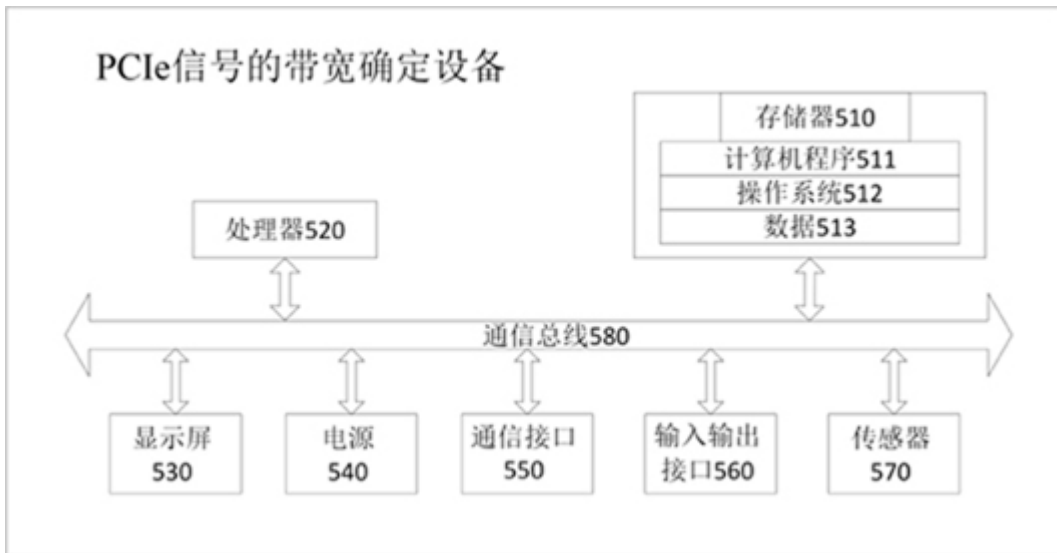 PCIe信号的带宽确定设备
存储器510
计算机程序511
操作系统512
数据513
处理器520
通信总线580
显示屏
530
电源
540
通信接口
550
输入输出
接口560
传感器
570